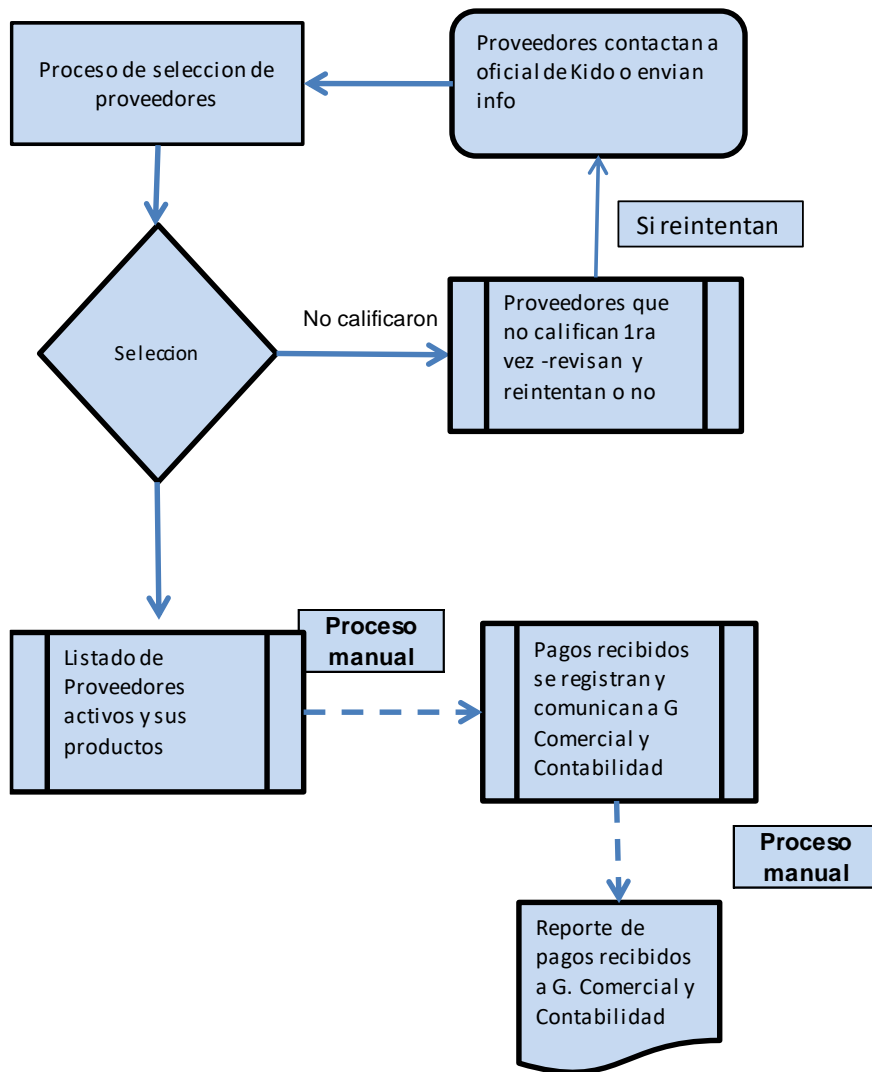 Proceso de seleccion de
proveedores
Proveedores contactan a
oficial de Kido o envian
info
Si reintentan
No calificaron
Seleccion
Proveedores que
no califican 1ra
vez -revisan y
reintentan o no
Listado de
Proveedores
activos y sus
productos
Proceso
manual
Pagos recibidos
se registran y
comunican a G
Comercial y
Contabilidad
Proceso
manual
Reporte de
pagos recibidos
a G. Comercial y
Contabilidad